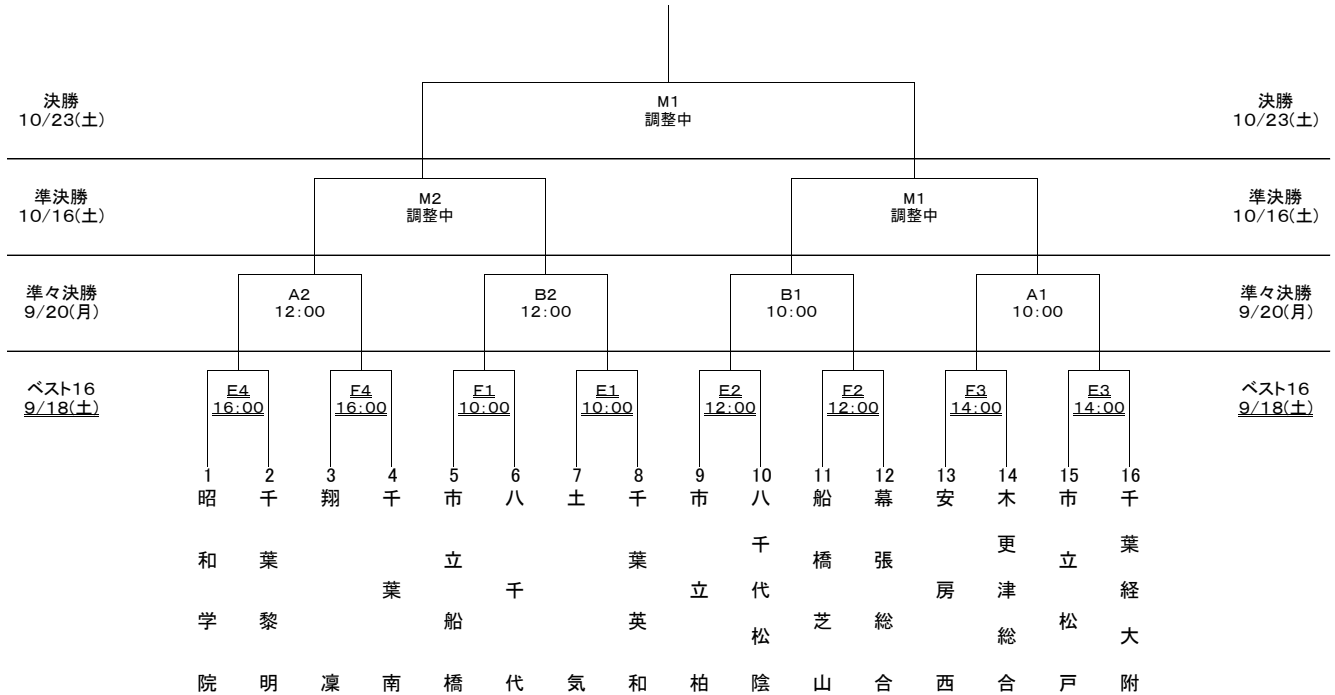 決勝
10/23(土)
M1
調整中
決勝
10/23(土)
準決勝
10/16(土)
M2
調整中
M1
調整中
準決勝
10/16(土)
準々決勝
9/20(月)
A2
12:00
B2
12:00
B1
10:00
A1
10:00
準々決勝
9/20(月)
ベスト16
9/18(土)
E4
16:00
F4
16:00
F1
10:00
E1
10:00
E2
12:00
F2
12:00
F3
14:00
E3
14:00
ベスト16
9/18(土)
1
昭和学院
2
千葉黎明
3
翔凜
4
千葉南
5
市立船橋
6
八千代
7
土気
8
千葉英和
9
市立柏
10
八千代松陰
11
船橋芝山
12
幕張総合
13
安房西
14
木更津総合
15
市立松戸
16
千葉経大附